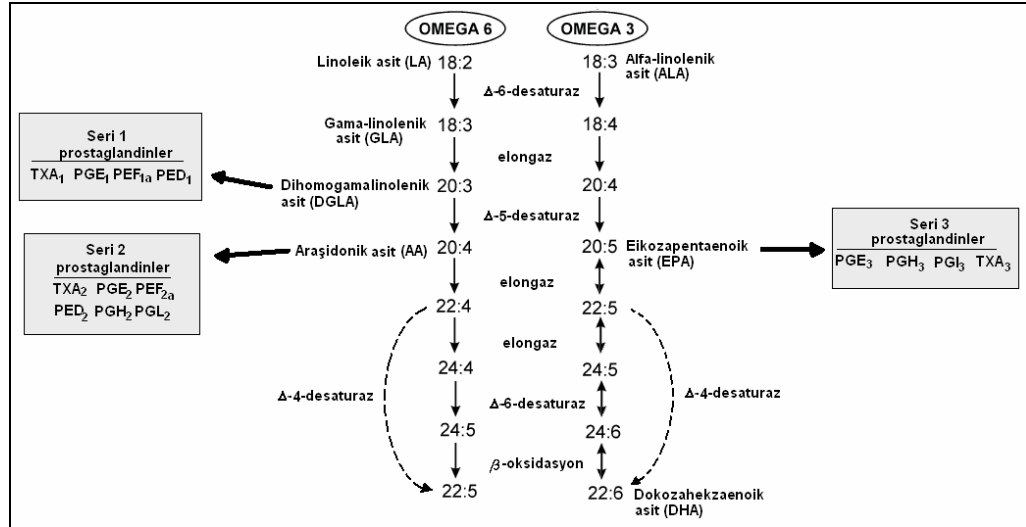 OMEGA 6
OMEGA 3
Linoleik asit (LA)
18:2
18:3
Alfa-linolenik
asit (ALA)
Δ-6-desaturaz
Gama-linolenik
asit (GLA)
18:3
18:4
elongaz
Seri 1
prostaglandinler
TXA1 PGE1 PEF1a PED1
Dihomogamalinolenik
asit (DGLA)
20:3
20:4
Δ-5-desaturaz
Seri 2
prostaglandinler
TXA2 PGE2 PEF2a
PED2 PGH2 PGL2
Araşidonik asit (AA)
20:4
20:5
Eikozapentaenoik
asit (EPA)
Seri 3
prostaglandinler
PGE3 PGH3 PGI3 TXA3
elongaz
22:4
22:5
elongaz
24:4
24:5
Δ-4-desaturaz
Δ-6-desaturaz
Δ-4-desaturaz
24:5
24:6
β-oksidasyon
22:5
22:6
Dokozahekzaenoik
asit (DHA)